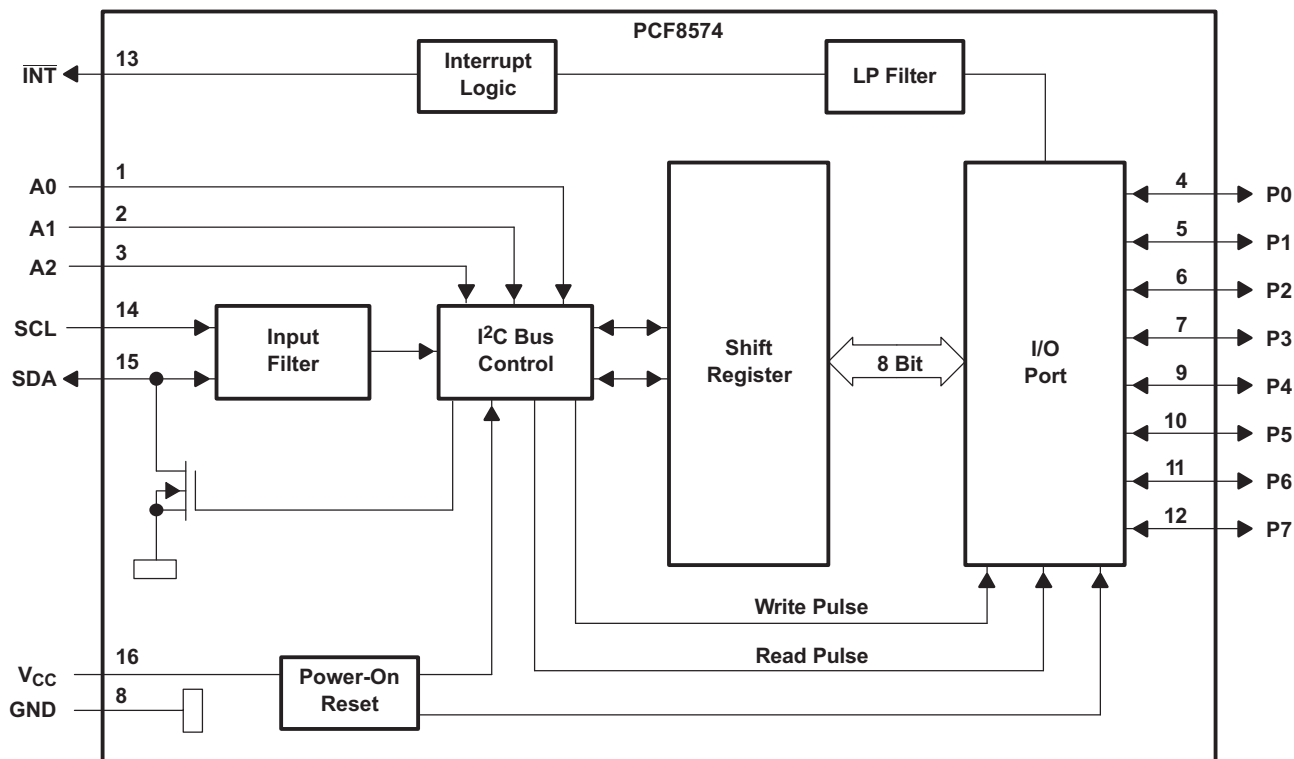 PCF8574
INT
13
Interrupt
Logic
LP Filter
A0
1
A1
2
A2
3
SCL
14
SDA
15
Input
Filter
I²C Bus
Control
Shift
Register
8 Bit
I/O
Port
4
P0
5
P1
6
P2
7
P3
9
P4
10
P5
11
P6
12
P7
Write Pulse
Read Pulse
VCC
16
GND
8
Power-On
Reset